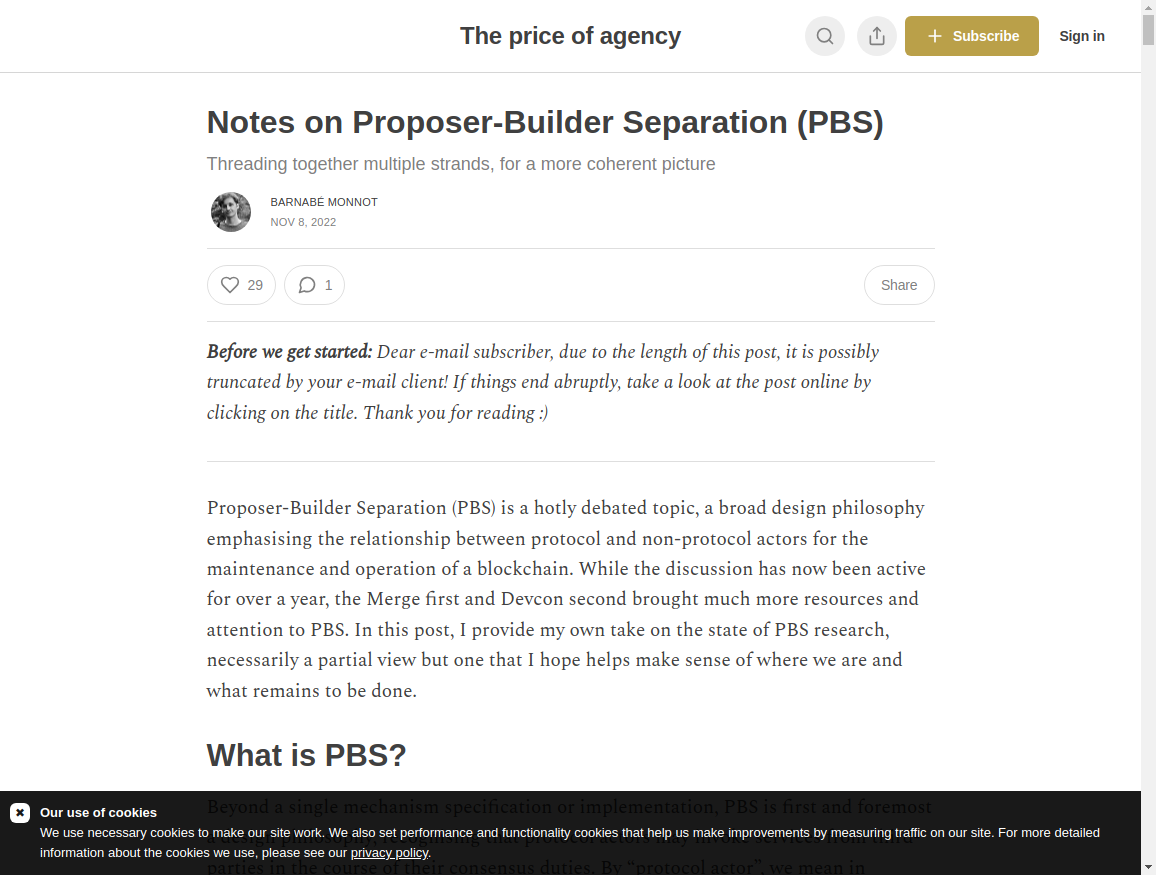 The price of agency
Subscribe
Sign in
Notes on Proposer-Builder Separation (PBS)
Threading together multiple strands, for a more coherent picture
BARNABÉ MONNOT
NOV 8, 2022
29
1
Share
Before we get started: Dear e-mail subscriber, due to the length of this post, it is possibly
truncated by your e-mail client! If things end abruptly, take a look at the post online by
clicking on the title. Thank you for reading :)
Proposer-Builder Separation (PBS) is a hotly debated topic, a broad design philosophy
emphasising the relationship between protocol and non-protocol actors for the
maintenance and operation of a blockchain. While the discussion has now been active
for over a year, the Merge first and Devcon second brought much more resources and
attention to PBS. In this post, I provide my own take on the state of PBS research,
necessarily a partial view but one that I hope helps make sense of where we are and
what remains to be done.
What is PBS?
Beyond a single mechanism specification or implementation, PBS is first and foremost
a design philosophy, recognising that protocol actors may invoke services from third
parties in the course of their consensus duties. By “protocol actor”, we mean in
Our use of cookies
We use necessary cookies to make our site work. We also set performance and functionality cookies that help us make improvements by measuring traffic on our site. For more detailed
information about the cookies we use, please see our privacy policy.